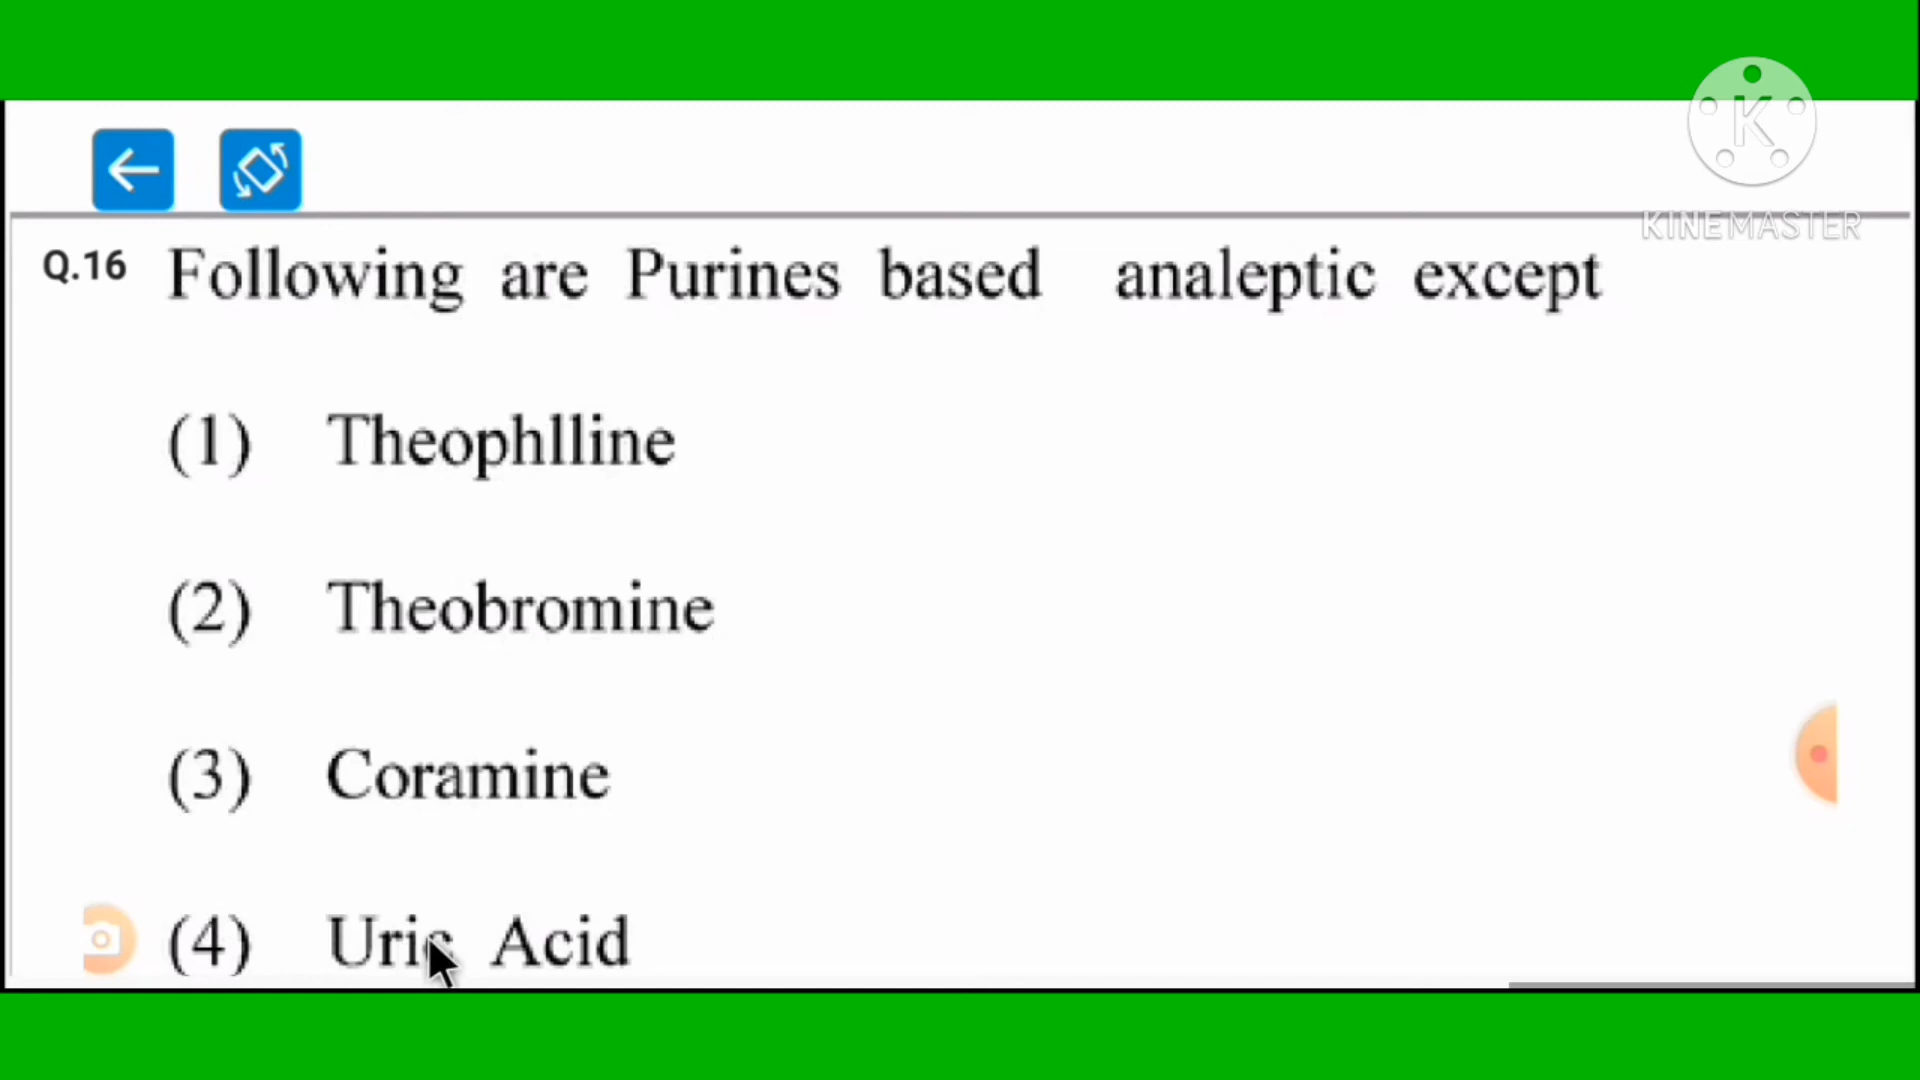 KINEMASTER
Q.16 Following are Purines based analeptic except
(1) Theophlline
(2) Theobromine
(3) Coramine
(4) Uric Acid